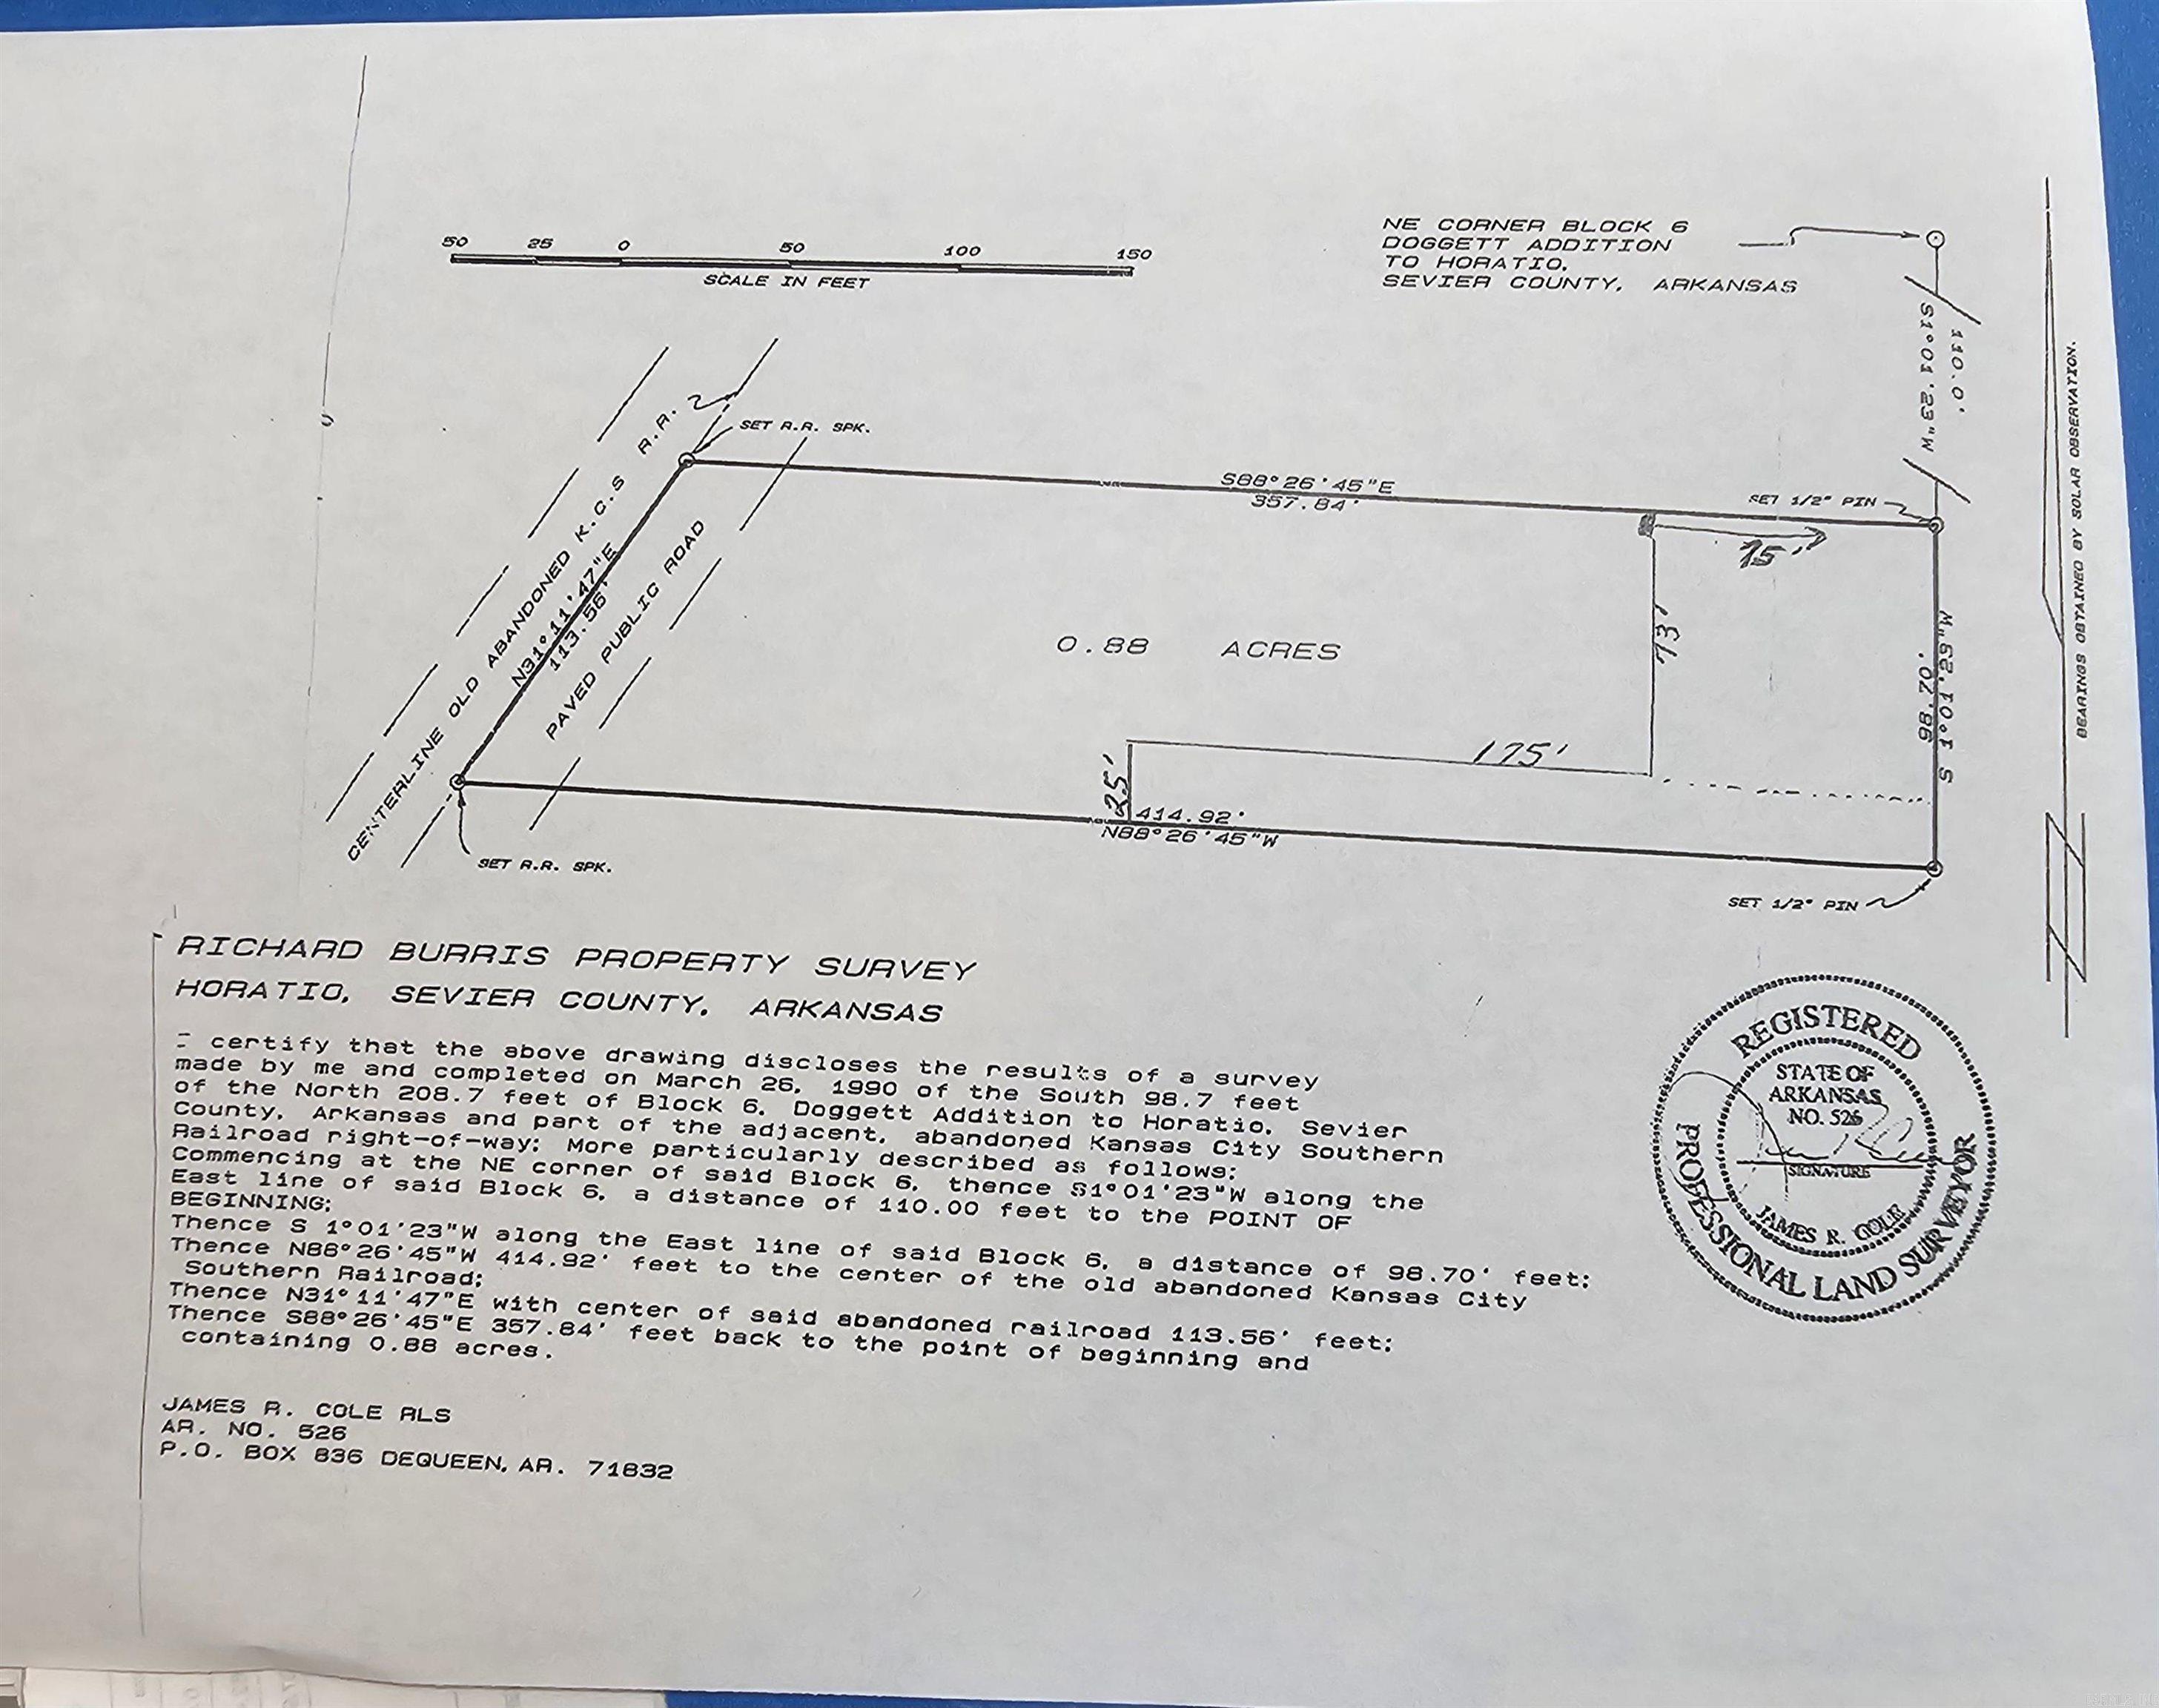 50 25 0 50 100 150
SCALE IN FEET
NE CORNER BLOCK 6
DOGGETT ADDITION
TO HORATIO,
SEVIER COUNTY, ARKANSAS
110.0'
S1°01'23"W
BEARINGS OBTAINED BY SOLAR OBSERVATION.
CENTERLINE OLD ABANDONED K.C.S R.R.
SET R.R. SPK.
N31°11'47"E
113.56'
PAVED PUBLIC ROAD
S88°26'45"E
357.84'
SET 1/2" PIN
75'
73'
0.88 ACRES
98.70'
175'
25'
414.92'
N88°26'45"W
SET R.R. SPK.
SET 1/2" PIN
RICHARD BURRIS PROPERTY SURVEY
HORATIO, SEVIER COUNTY, ARKANSAS
I certify that the above drawing discloses the results of a survey
made by me and completed on March 26, 1990 of the South 98.7 feet
of the North 208.7 feet of Block 6, Doggett Addition to Horatio, Sevier
County, Arkansas and part of the adjacent, abandoned Kansas City Southern
Railroad right-of-way; More particularly described as follows:
Commencing at the NE corner of said Block 6, thence S1°01'23"W along the
East line of said Block 6, a distance of 110.00 feet to the POINT OF
BEGINNING;
Thence S 1°01'23"W along the East line of said Block 6, a distance of 98.70' feet;
Thence N88°26'45"W 414.92' feet to the center of the old abandoned Kansas City
Southern Railroad;
Thence N31°11'47"E with center of said abandoned railroad 113.56' feet;
Thence S88°26'45"E 357.84' feet back to the point of beginning and
containing 0.88 acres.
JAMES R. COLE RLS
AR. NO. 526
P.O. BOX 836 DEQUEEN, AR. 71832
REGISTERED
STATE OF
ARKANSAS
NO. 526
SIGNATURE
JAMES R. COLE
PROFESSIONAL LAND SURVEYOR